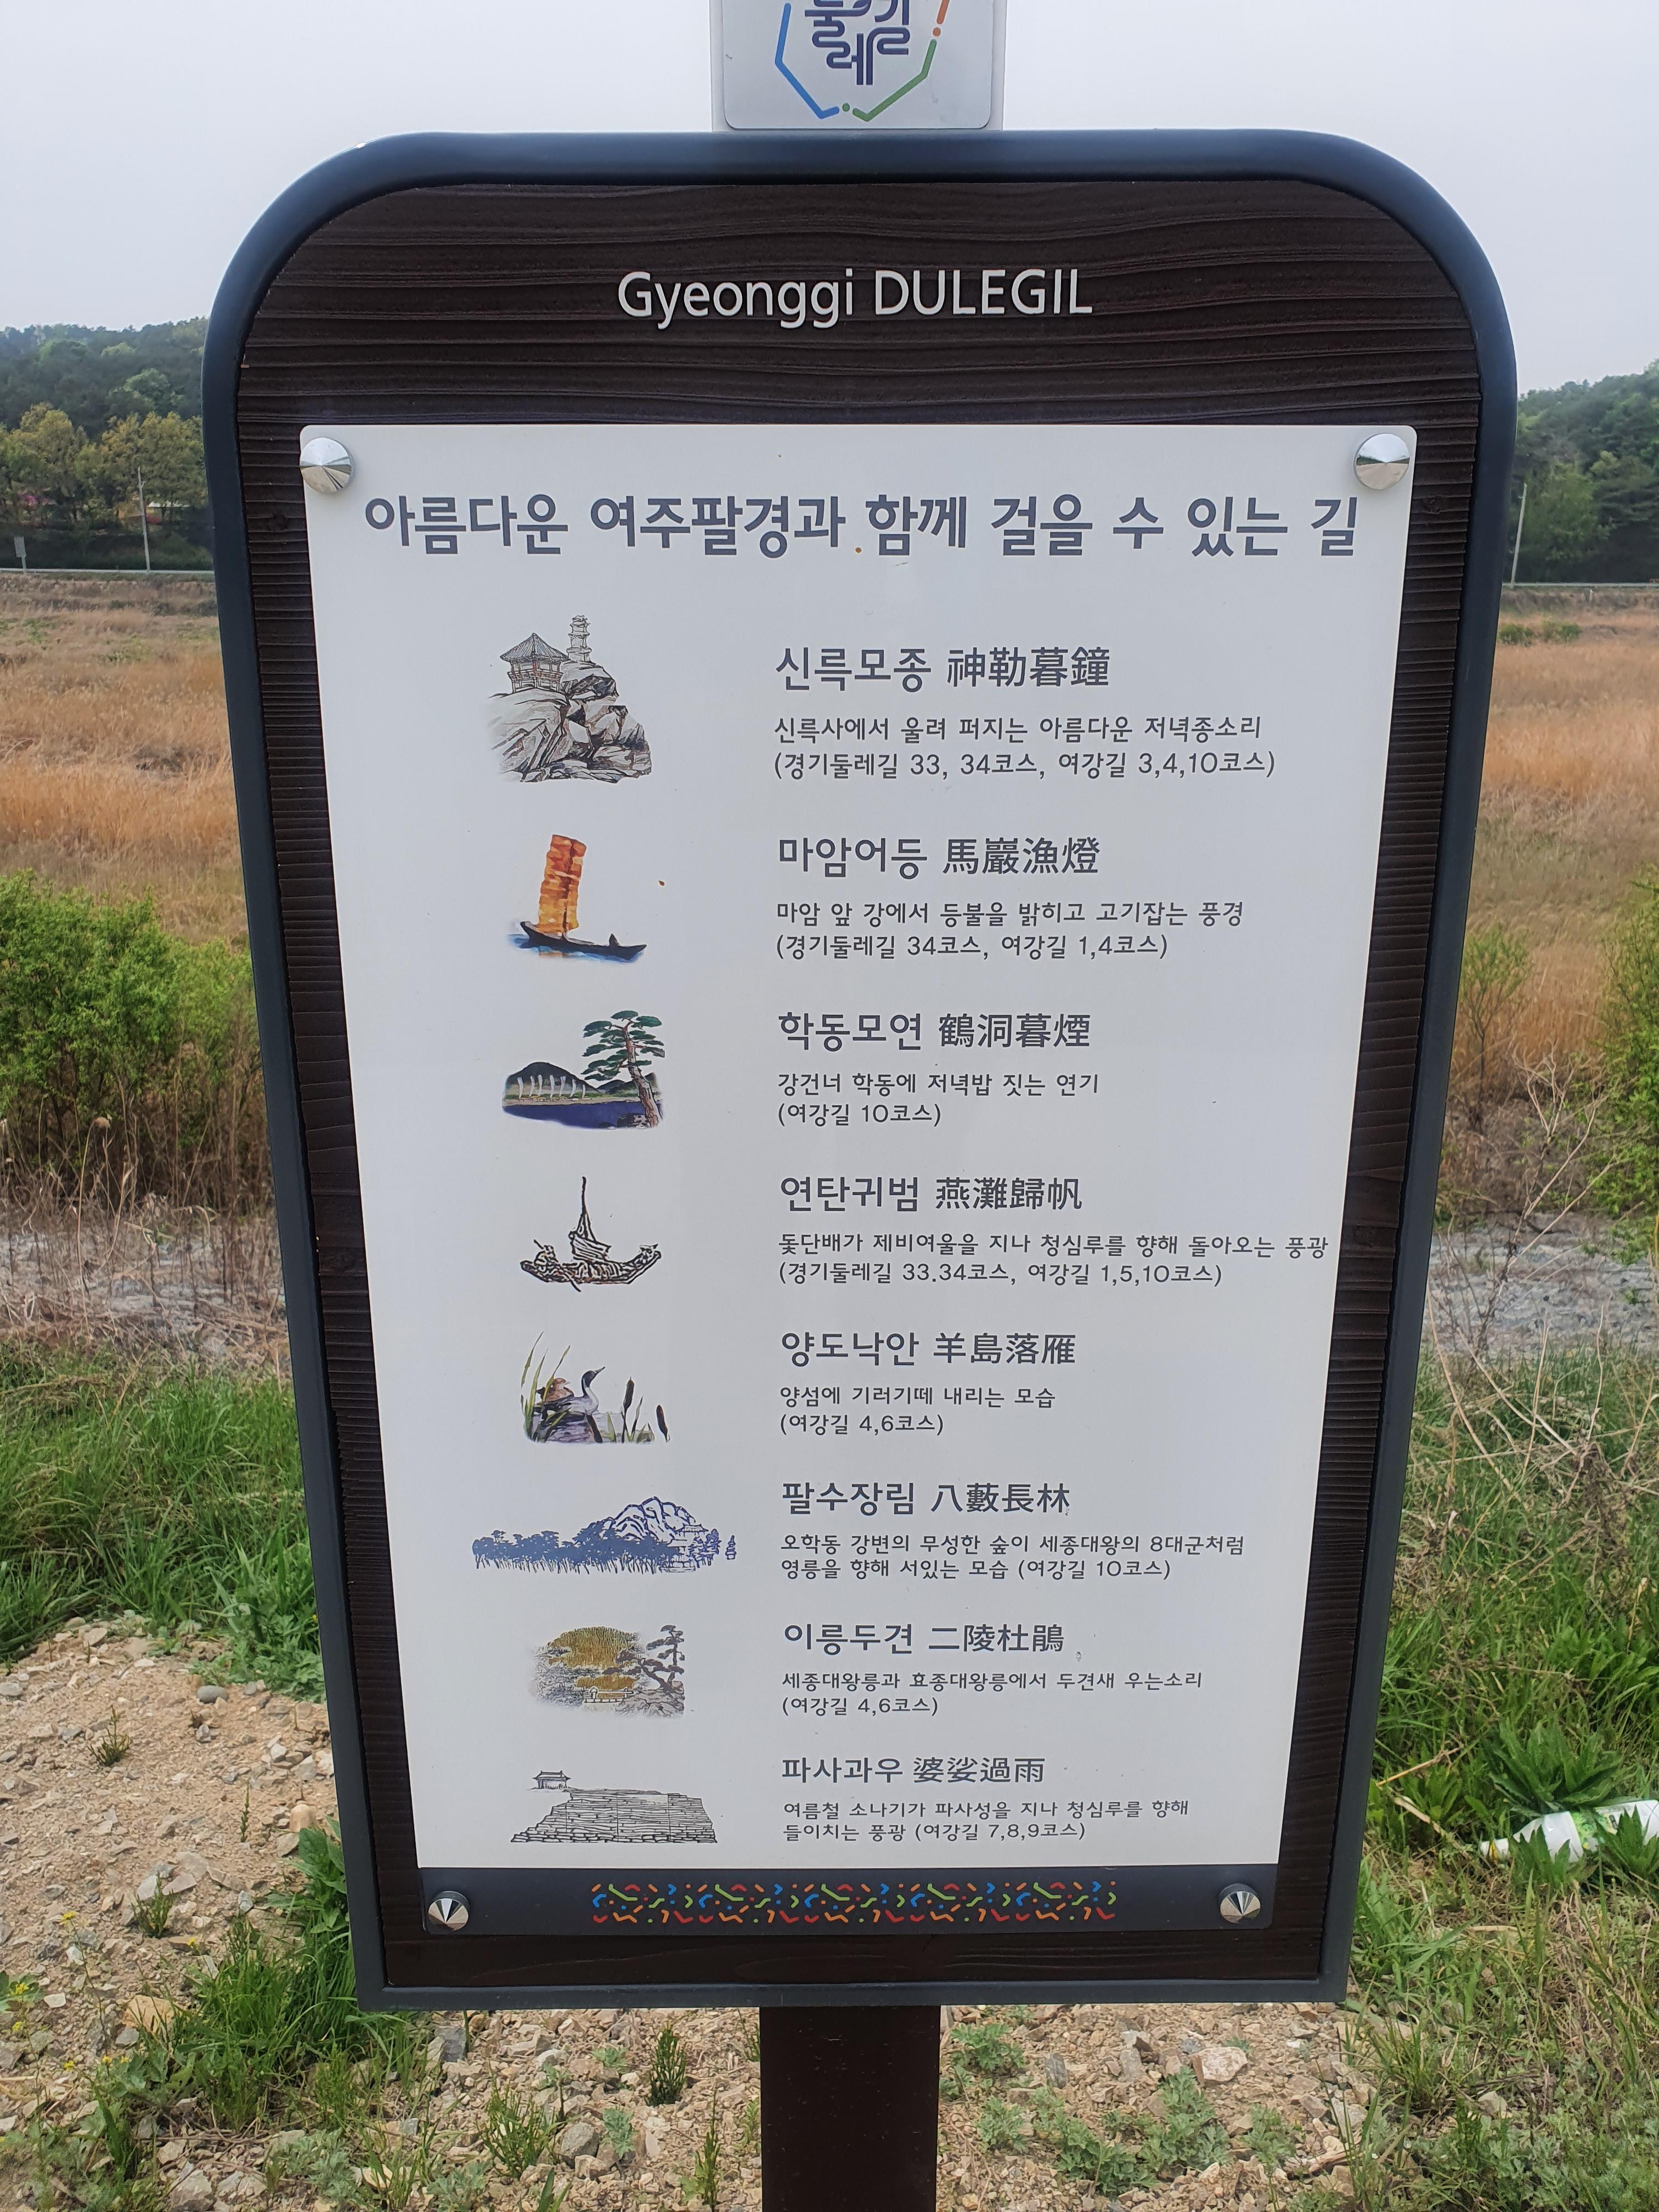 둘 길
레
Gyeonggi DULEGIL
아름다운 여주팔경과 함께 걸을 수 있는 길
신륵모종 神勒暮鐘
신륵사에서 울려 퍼지는 아름다운 저녁종소리
(경기둘레길 33, 34코스, 여강길 3,4,10코스)
마암어등 馬巖漁燈
마암 앞 강에서 등불을 밝히고 고기잡는 풍경
(경기둘레길 34코스, 여강길 1,4코스)
학동모연 鶴洞暮煙
강건너 학동에 저녁밥 짓는 연기
(여강길 10코스)
연탄귀범 燕灘歸帆
돛단배가 제비여울을 지나 청심루를 향해 돌아오는 풍광
(경기둘레길 33.34코스, 여강길 1,5,10코스)
양도낙안 羊島落雁
양섬에 기러기떼 내리는 모습
(여강길 4,6코스)
팔수장림 八藪長林
오학동 강변의 무성한 숲이 세종대왕의 8대군처럼
영릉을 향해 서있는 모습 (여강길 10코스)
이릉두견 二陵杜鵑
세종대왕릉과 효종대왕릉에서 두견새 우는소리
(여강길 4,6코스)
파사과우 婆娑過雨
여름철 소나기가 파사성을 지나 청심루를 향해
들이치는 풍광 (여강길 7,8,9코스)